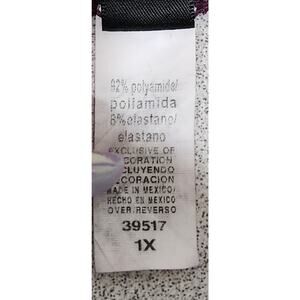 92% polyamide/
poliamida
8% elastano/
elastano
EXCLUSIVE OF
DECORATION
EXCLUYENDO
DECORACION
MADE IN MEXICO/
HECHO EN MEXICO
OVER/REVERSO
39517
1X